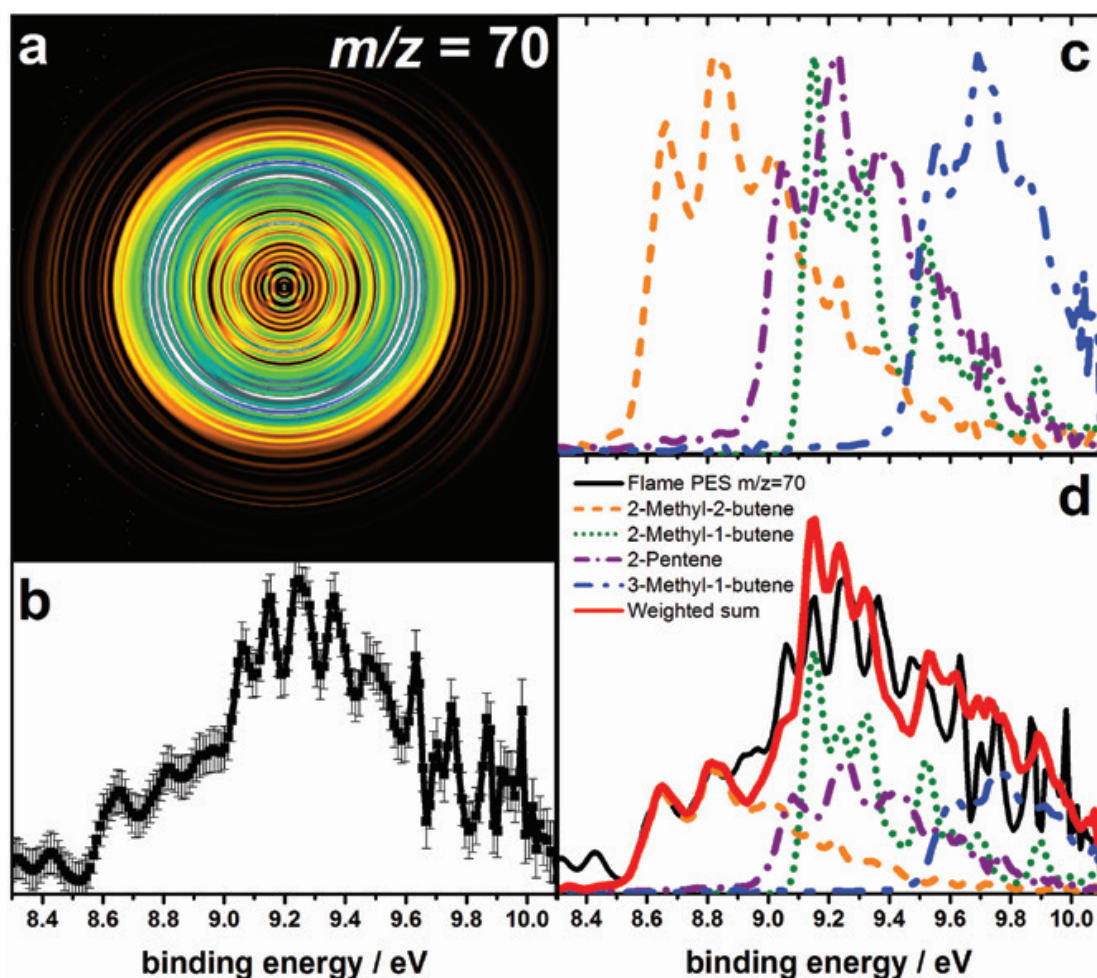 a
m/z = 70
b
8.4 8.6 8.8 9.0 9.2 9.4 9.6 9.8 10.0
binding energy / eV
c
d
Flame PES m/z=70
2-Methyl-2-butene
2-Methyl-1-butene
2-Pentene
3-Methyl-1-butene
Weighted sum
8.4 8.6 8.8 9.0 9.2 9.4 9.6 9.8 10.0
binding energy / eV